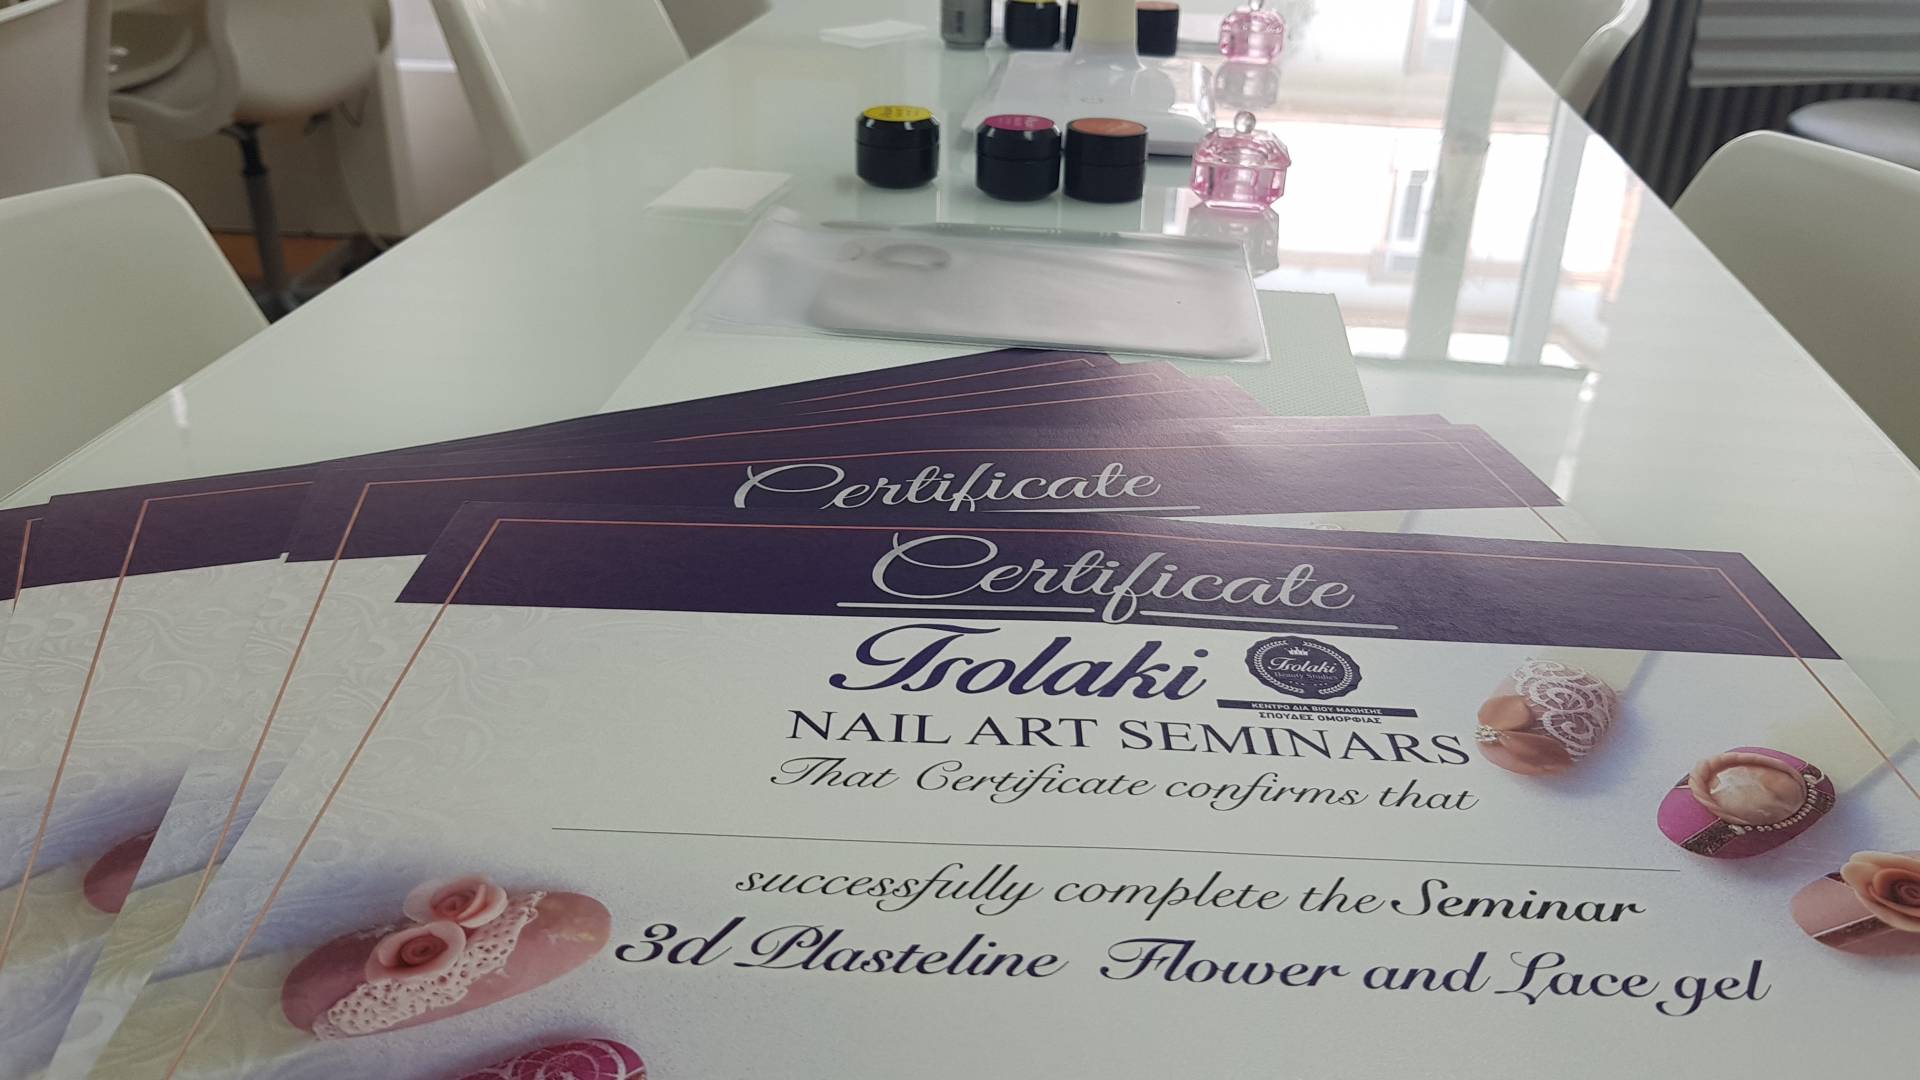 Certificate
Certificate
Tsolaki
Tsolaki
Beauty Studies
ΚΕΝΤΡΟ ΔΙΑ ΒΙΟΥ ΜΑΘΗΣΗΣ
ΣΠΟΥΔΕΣ ΟΜΟΡΦΙΑΣ
NAIL ART SEMINARS
That Certificate confirms that
successfully complete the Seminar
3d Plasteline Flower and Lace gel